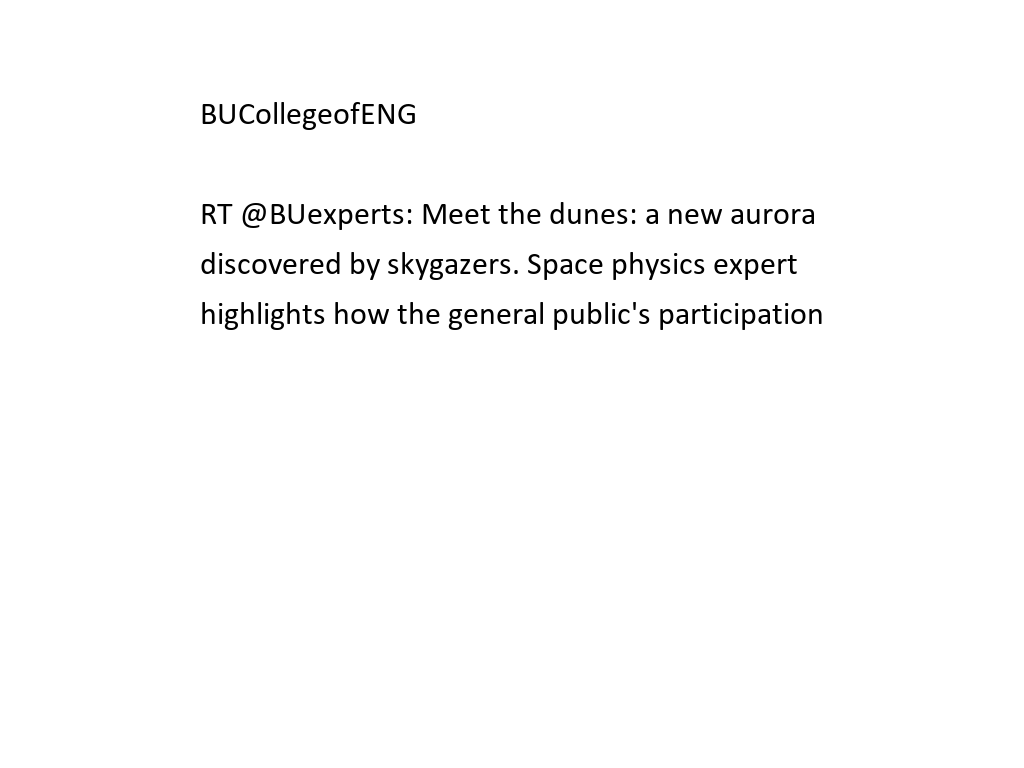 BUCollegeofENG
RT @BUexperts: Meet the dunes: a new aurora
discovered by skygazers. Space physics expert
highlights how the general public's participation